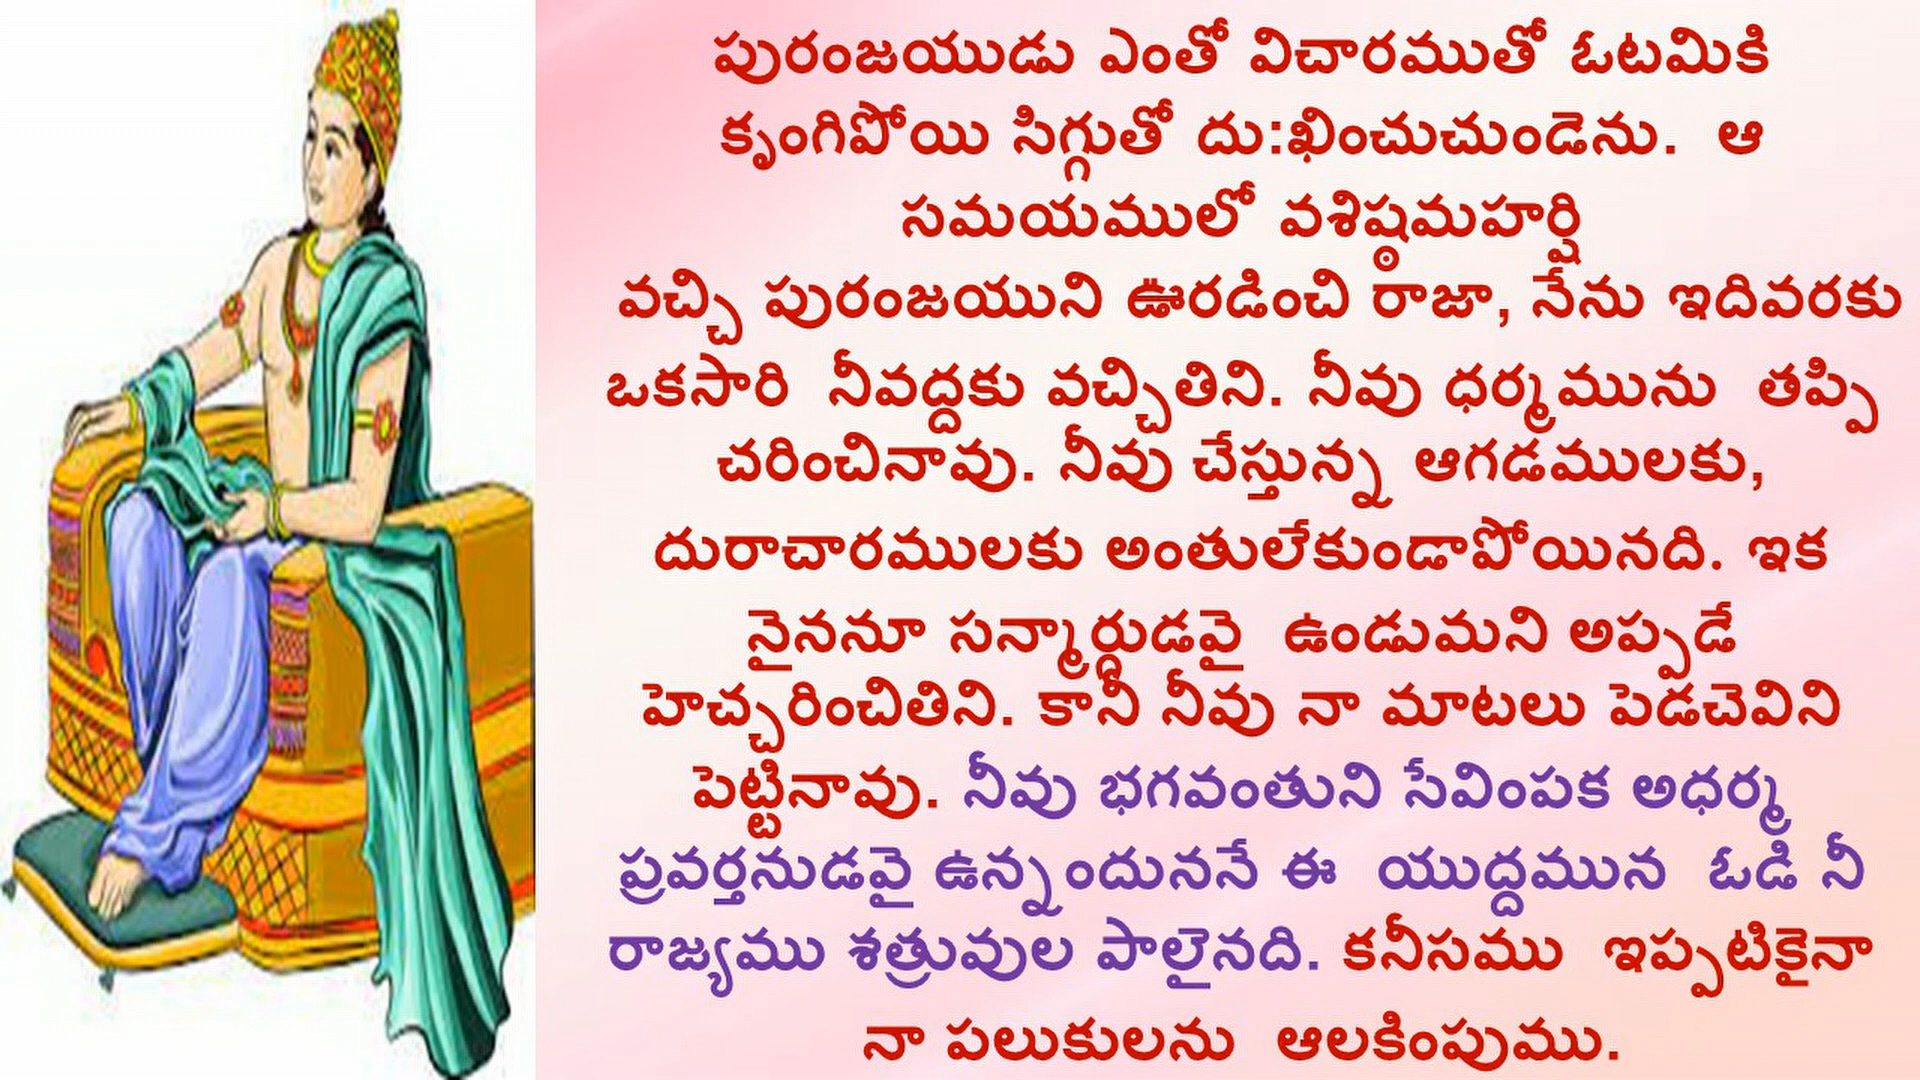 పురంజయుడు ఎంతో విచారముతో ఓటమికి
కృంగిపోయి సిగ్గుతో దు:ఖించుచుండెను. ఆ
సమయములో వశిష్ఠమహర్షి
వచ్చి పురంజయుని ఊరడించి రాజా, నేను ఇదివరకు
ఒకసారి నీవద్దకు వచ్చితిని. నీవు ధర్మమును తప్పి
చరించినావు. నీవు చేస్తున్న ఆగడములకు,
దురాచారములకు అంతులేకుండాపోయినది. ఇక
నైననూ సన్మార్గుడవై ఉండుమని అప్పడే
హెచ్చరించితిని. కానీ నీవు నా మాటలు పెడచెవిని
పెట్టినావు. నీవు భగవంతుని సేవింపక అధర్మ
ప్రవర్తనుడవై ఉన్నందుననే ఈ యుద్దమున ఓడి నీ
రాజ్యము శత్రువుల పాలైనది. కనీసము ఇప్పటికైనా
నా పలుకులను ఆలకింపుము.